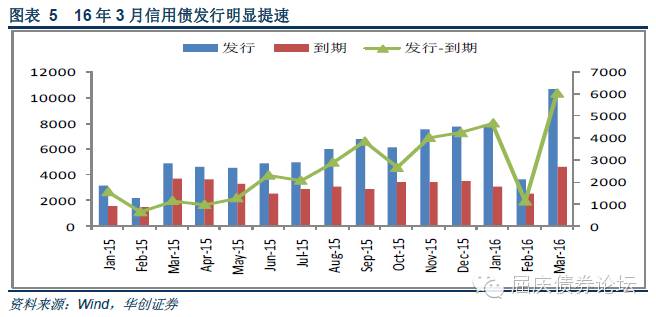 图表 5 16 年 3 月信用债发行明显提速
发行 到期 发行-到期
12000 7000
10000 6000
8000 5000
6000 4000
4000 3000
2000 2000
0 1000
0
Jan-15 Feb-15 Mar-15 Apr-15 May-15 Jun-15 Jul-15 Aug-15 Sep-15 Oct-15 Nov-15 Dec-15 Jan-16 Feb-16 Mar-16
屈庆债券论坛
资料来源：Wind，华创证券